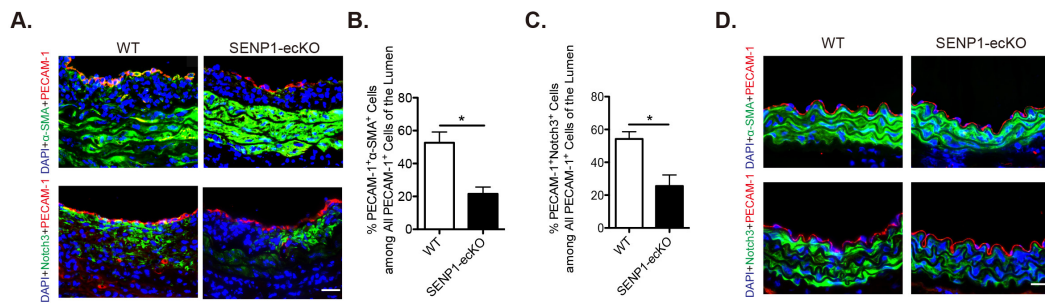 A.
WT
SENP1-ecKO
DAPI+α-SMA+PECAM-1
DAPI+Notch3+PECAM-1
B.
% PECAM-1⁺α-SMA⁺ Cells
among All PECAM-1⁺ Cells of the Lumen
80
60
40
20
0
*
WT
SENP1-ecKO
C.
% PECAM-1⁺Notch3⁺ Cells
among All PECAM-1⁺ Cells of the Lumen
80
60
40
20
0
*
WT
SENP1-ecKO
D.
WT
SENP1-ecKO
DAPI+α-SMA+PECAM-1
DAPI+Notch3+PECAM-1